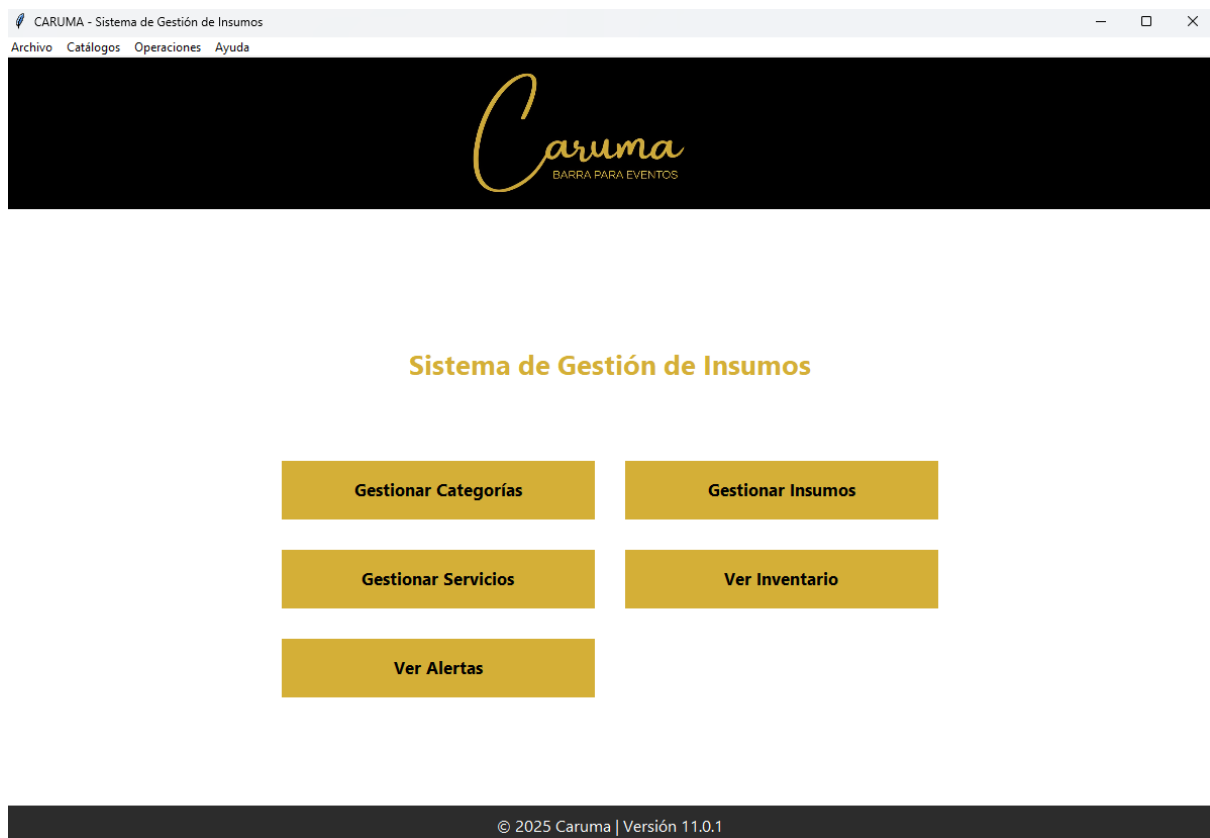 CARUMA - Sistema de Gestión de Insumos
Archivo Catálogos Operaciones Ayuda
Caruma
BARRA PARA EVENTOS
Sistema de Gestión de Insumos
Gestionar Categorías Gestionar Insumos
Gestionar Servicios Ver Inventario
Ver Alertas
© 2025 Caruma | Versión 11.0.1